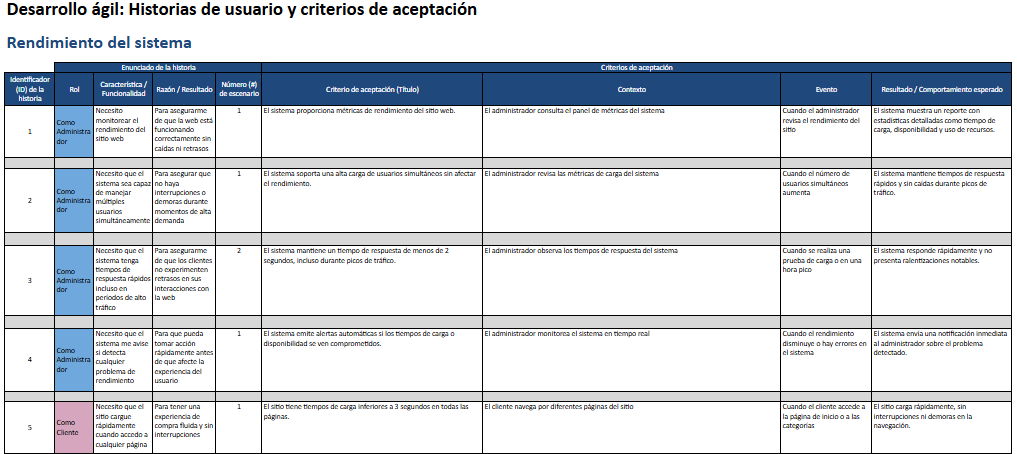 Desarrollo ágil: Historias de usuario y criterios de aceptación
Rendimiento del sistema
Enunciado de la historia
Criterios de aceptación
Identificador
(ID) de la
historia
Rol
Característica /
Funcionalidad
Razón / Resultado
Número (#)
de escenario
Criterio de aceptación (Título)
Contexto
Evento
Resultado / Comportamiento esperado
1
Como
Administra
dor
Necesito
monitorear el
rendimiento del
sitio web
Para asegurarme
de que la web está
funcionando
correctamente sin
caídas ni retrasos
1
El sistema proporciona métricas de rendimiento del sitio web.
El administrador consulta el panel de métricas del sistema
Cuando el administrador
revisa el rendimiento del
sitio
El sistema muestra un reporte con
estadísticas detalladas como tiempo de
carga, disponibilidad y uso de recursos.
2
Como
Administra
dor
Necesito que el
sistema sea capaz
de manejar
múltiples
usuarios
simultáneamente
Para asegurar que
no haya
interrupciones o
demoras durante
momentos de alta
demanda
1
El sistema soporta una alta carga de usuarios simultáneos sin afectar
el rendimiento.
El administrador revisa las métricas de carga del sistema
Cuando el número de
usuarios simultáneos
aumenta
El sistema mantiene tiempos de respuesta
rápidos y sin caídas durante picos de
tráfico.
3
Como
Administra
dor
Necesito que el
sistema tenga
tiempos de
respuesta rápidos
incluso en
períodos de alto
tráfico
Para asegurarme
de que los clientes
no experimenten
retrasos en sus
interacciones con
la web
2
El sistema mantiene un tiempo de respuesta de menos de 2
segundos, incluso durante picos de tráfico.
El administrador observa los tiempos de respuesta del sistema
Cuando se realiza una
prueba de carga o en una
hora pico
El sistema responde rápidamente y no
presenta ralentizaciones notables.
4
Como
Administra
dor
Necesito que el
sistema me avise
si detecta
cualquier
problema de
rendimiento
Para que pueda
tomar acción
rápidamente antes
de que afecte la
experiencia del
usuario
1
El sistema emite alertas automáticas si los tiempos de carga o
disponibilidad se ven comprometidos.
El administrador monitorea el sistema en tiempo real
Cuando el rendimiento
disminuye o hay errores en
el sistema
El sistema envía una notificación inmediata
al administrador sobre el problema
detectado.
5
Como
Cliente
Necesito que el
sitio cargue
rápidamente
cuando accedo a
cualquier página
Para tener una
experiencia de
compra fluida y sin
interrupciones
1
El sitio tiene tiempos de carga inferiores a 3 segundos en todas las
páginas.
El cliente navega por diferentes páginas del sitio
Cuando el cliente accede a
la página de inicio o a las
categorías
El sitio carga rápidamente, sin
interrupciones ni demoras en la
navegación.